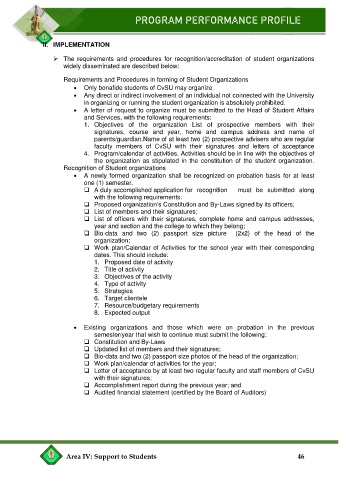 PROGRAM PERFORMANCE PROFILE
II. IMPLEMENTATION
➢ The requirements and procedures for recognition/accreditation of student organizations
widely disseminated are described below:
Requirements and Procedures in forming of Student Organizations
• Only bonafide students of CvSU may organize.
• Any direct or indirect involvement of an individual not connected with the University
in organizing or running the student organization is absolutely prohibited.
• A letter of request to organize must be submitted to the Head of Student Affairs
and Services, with the following requirements:
1. Objectives of the organization List of prospective members with their
signatures, course and year, home and campus address and name of
parents/guardian.Name of at least two (2) prospective advisers who are regular
faculty members of CvSU with their signatures and letters of acceptance
4. Program/calendar of activities. Activities should be in line with the objectives of
the organization as stipulated in the constitution of the student organization.
Recognition of Student organizations
• A newly formed organization shall be recognized on probation basis for at least
one (1) semester.
❑ A duly accomplished application for recognition must be submitted along
with the following requirements:
❑ Proposed organization's Constitution and By-Laws signed by its officers;
❑ List of members and their signatures;
❑ List of officers with their signatures, complete home and campus addresses,
year and section and the college to which they belong;
❑ Bio-data and two (2) passport size picture (2x2) of the head of the
organization;
❑ Work plan/Calendar of Activities for the school year with their corresponding
dates. This should include:
1. Proposed date of activity
2. Title of activity
3. Objectives of the activity
4. Type of activity
5. Strategies
6. Target clientele
7. Resource/budgetary requirements
8. Expected output
• Existing organizations and those which were on probation in the previous
semester/year that wish to continue must submit the following;
❑ Constitution and By-Laws
❑ Updated list of members and their signatures;
❑ Bio-data and two (2) passport size photos of the head of the organization;
❑ Work plan/calendar of activities for the year;
❑ Letter of acceptance by at least two regular faculty and staff members of CvSU
with their signatures;
❑ Accomplishment report during the previous year; and
❑ Audited financial statement (certified by the Board of Auditors)
Area IV: Support to Students 46